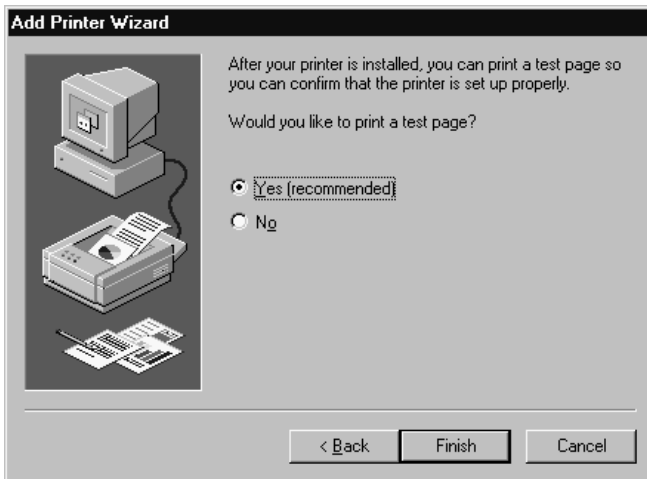 Add Printer Wizard
After your printer is installed, you can print a test page so
you can confirm that the printer is set up properly.
Would you like to print a test page?
Yes (recommended)
No
< Back
Finish
Cancel